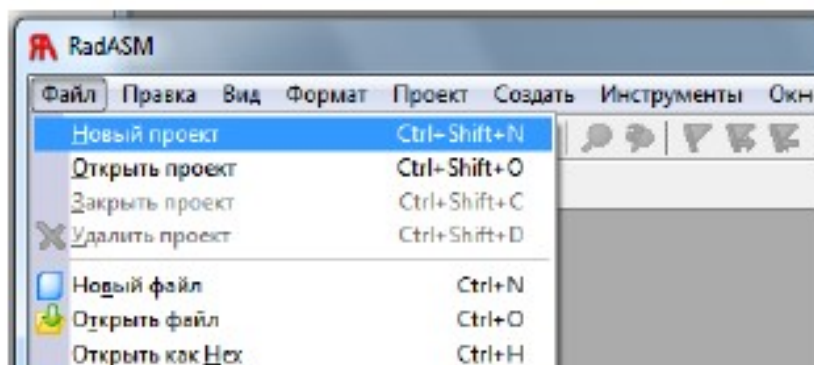 RadASM
Файл Правка Вид Формат Проект Создать Инструменты Окн
Новый проект Ctrl+Shift+N
Открыть проект Ctrl+Shift+O
Закрыть проект Ctrl+Shift+C
Удалить проект Ctrl+Shift+D
Новый файл Ctrl+N
Открыть файл Ctrl+O
Открыть как Hex Ctrl+H